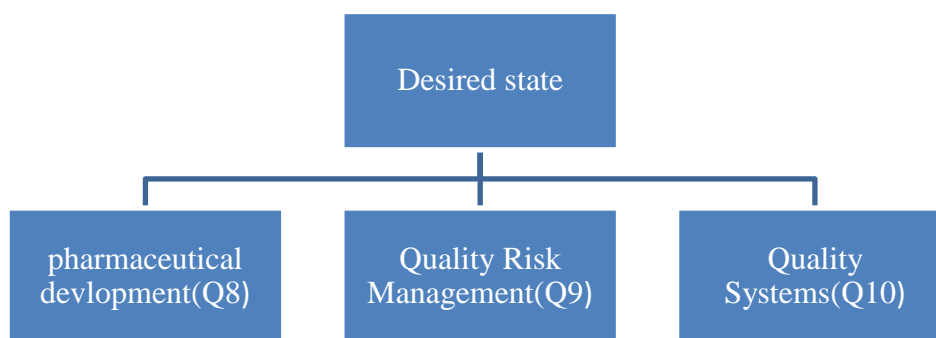 Desired state
pharmaceutical
devlopment(Q8)
Quality Risk
Management(Q9)
Quality
Systems(Q10)